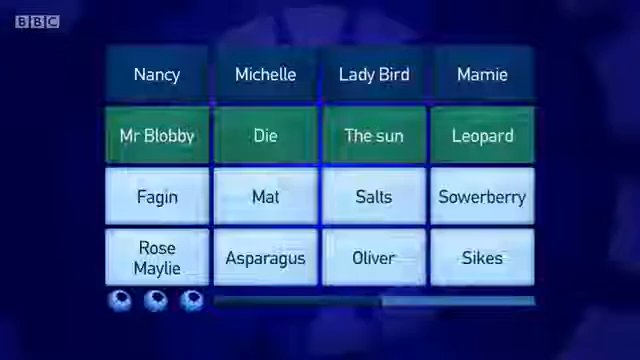 BBC
Nancy Michelle Lady Bird Mamie
Mr Blobby Die The sun Leopard
Fagin Mat Salts Sowerberry
Rose
Maylie Asparagus Oliver Sikes